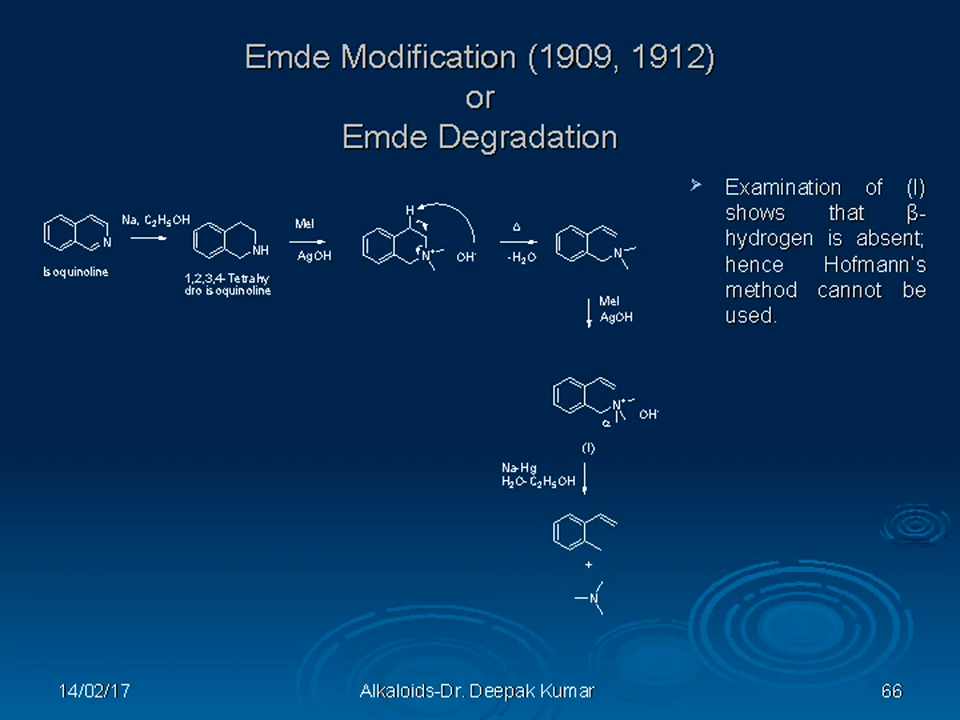 Emde Modification (1909, 1912)
or
Emde Degradation
Examination of (I)
shows that β-
hydrogen is absent;
hence Hofmann's
method cannot be
used.
N
Isoquinoline
Na, C₂H₅OH
NH
1,2,3,4-Tetrahy
dro isoquinoline
MeI
AgOH
H
N⁺
OH⁻
Δ
-H₂O
N
MeI
AgOH
N⁺
OH⁻
α
(I)
Na-Hg
H₂O-C₂H₅OH
+
N
14/02/17
Alkaloids-Dr. Deepak Kumar
66